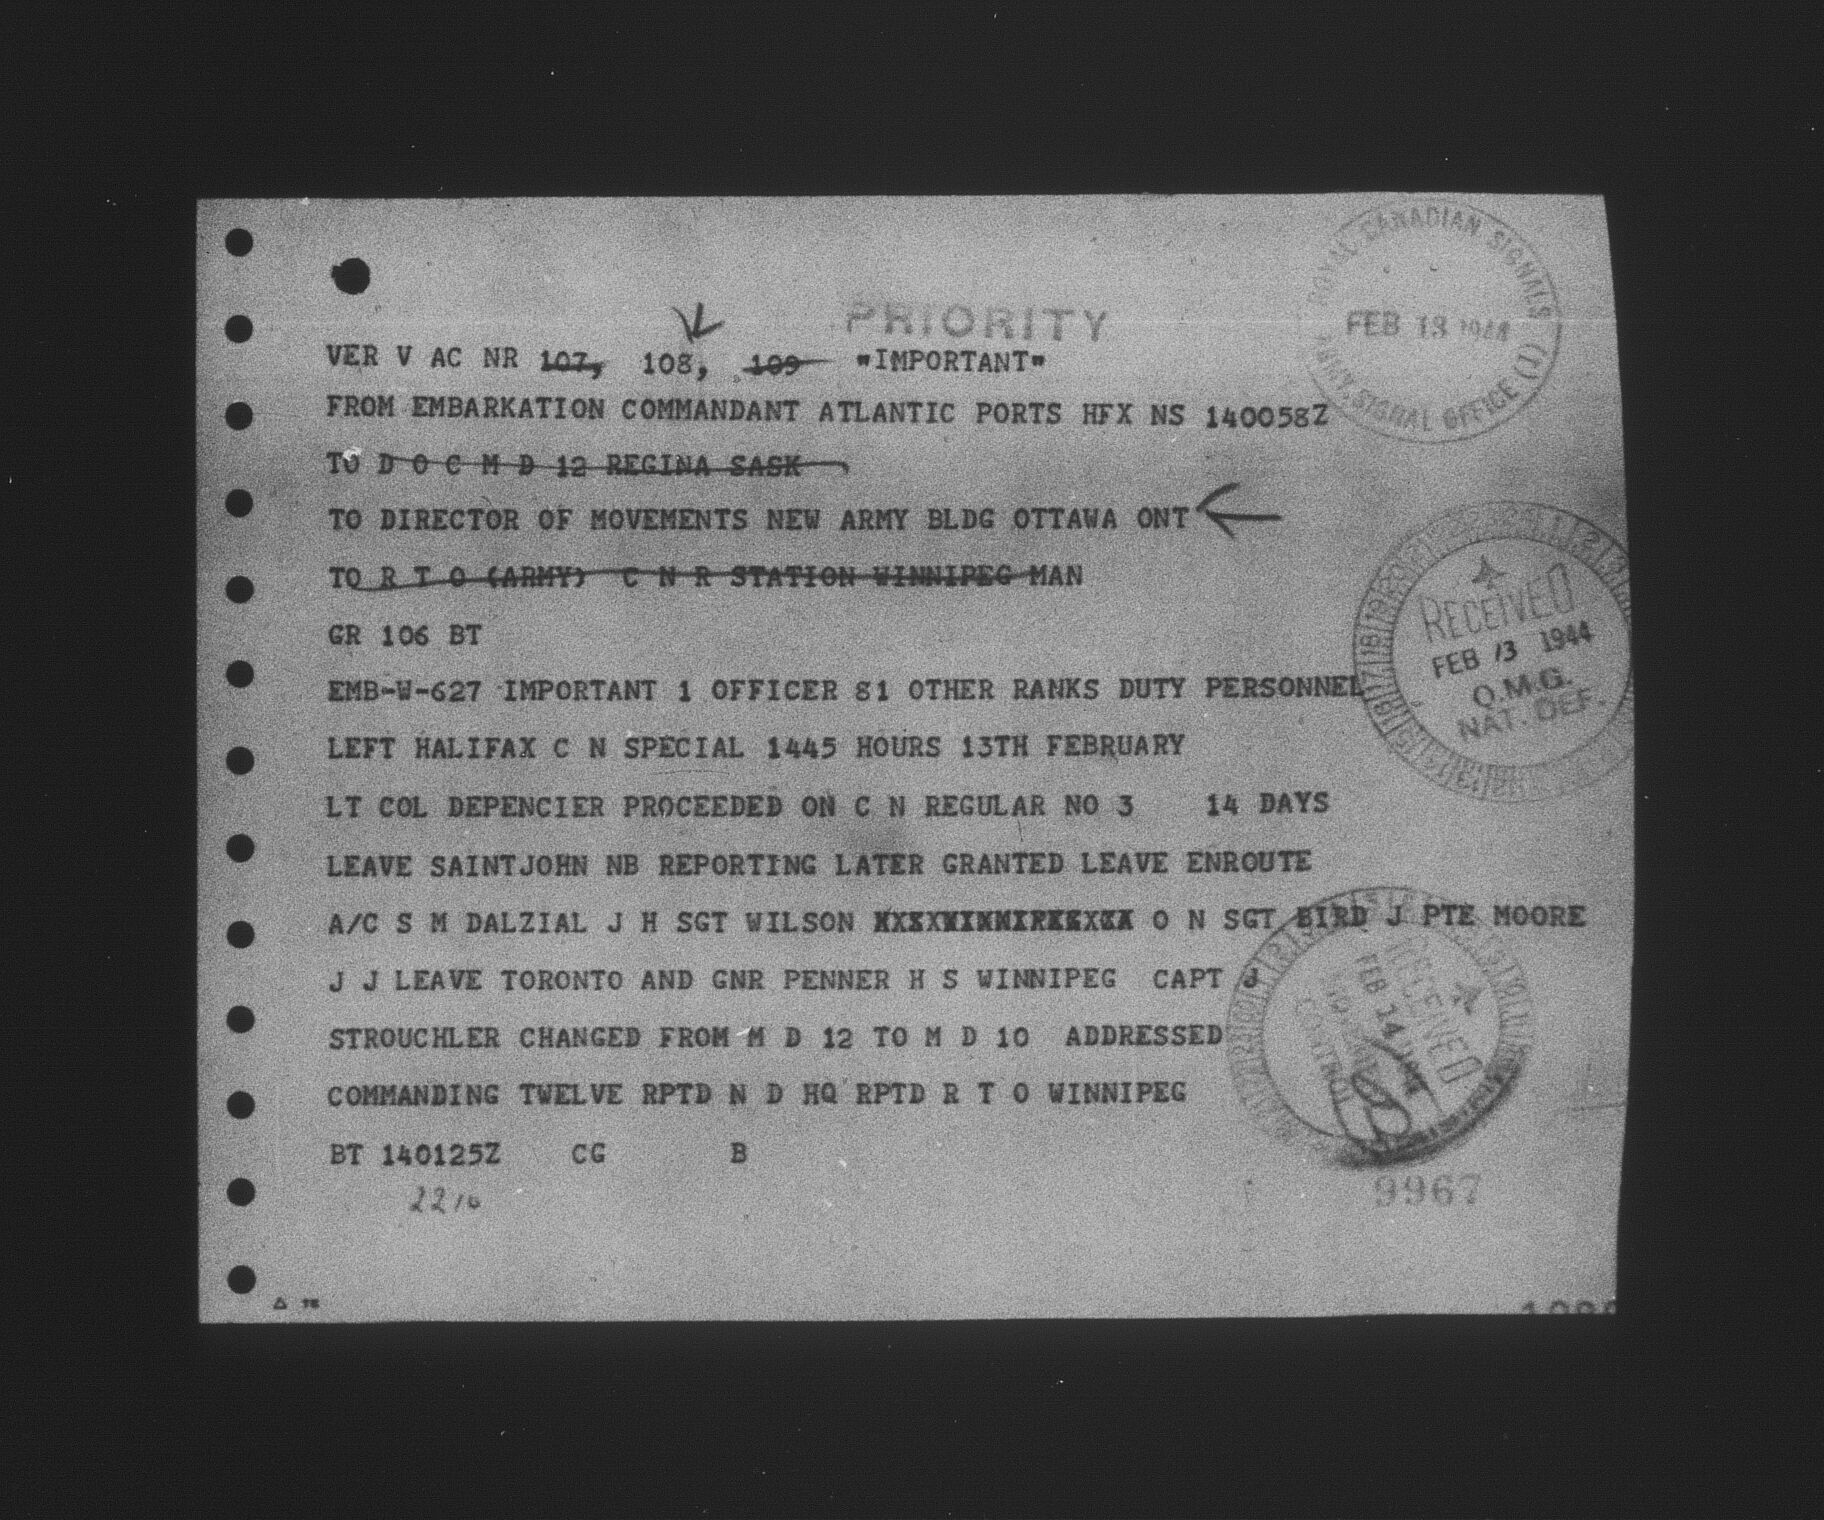 ROYAL CANADIAN SIGNALS
FEB 13 1944
ARMY SIGNAL OFFICE (T)
PRIORITY
VER V AC NR 107, 108, 109 "IMPORTANT"
FROM EMBARKATION COMMANDANT ATLANTIC PORTS HFX NS 140058Z
TO D O C M D 12 REGINA SASK
TO DIRECTOR OF MOVEMENTS NEW ARMY BLDG OTTAWA ONT
TO R T O (ARMY) C N R STATION WINNIPEG MAN
GR 106 BT
RECEIVED
FEB 13 1944
Q.M.G.
NAT. DEF.
EMB-W-627 IMPORTANT 1 OFFICER 81 OTHER RANKS DUTY PERSONNEL
LEFT HALIFAX C N SPECIAL 1445 HOURS 13TH FEBRUARY
LT COL DEPENCIER PROCEEDED ON C N REGULAR NO 3 14 DAYS
LEAVE SAINTJOHN NB REPORTING LATER GRANTED LEAVE ENROUTE
A/C S M DALZIAL J H SGT WILSON O N SGT BIRD J PTE MOORE
J J LEAVE TORONTO AND GNR PENNER H S WINNIPEG CAPT J
STROUCHLER CHANGED FROM M D 12 TO M D 10 ADDRESSED
COMMANDING TWELVE RPTD N D HQ RPTD R T O WINNIPEG
BT 140125Z CG B
RECEIVED
FEB 14
2210
9967